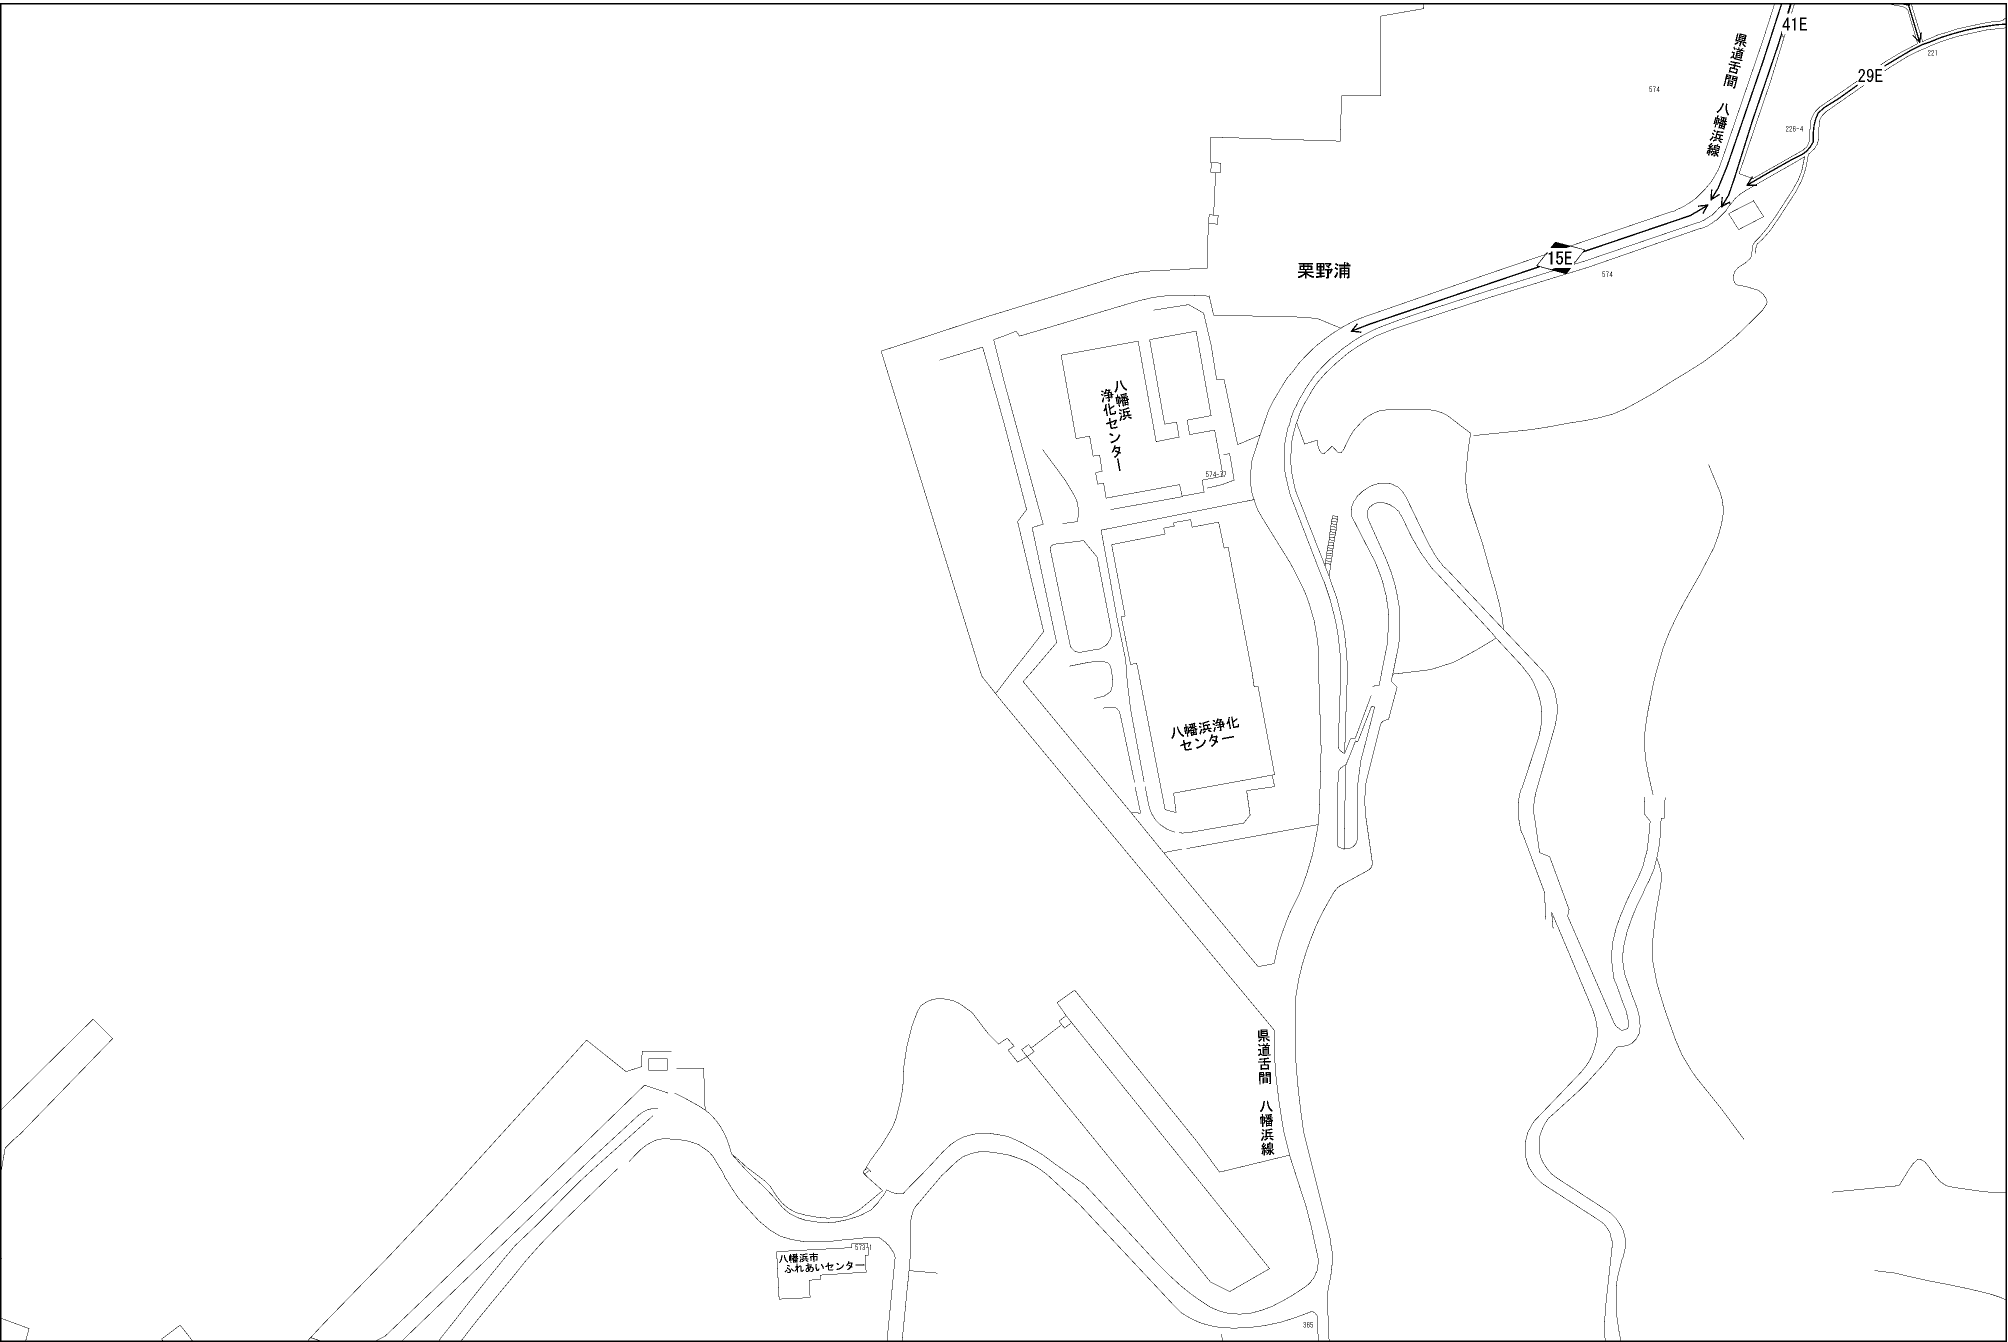 41E
県道舌間 八幡浜線
221
29E
574
226-4
15E
栗野浦
574
八幡浜
浄化センター
574-37
八幡浜浄化
センター
県道舌間 八幡浜線
573-1
八幡浜市
ふれあいセンター
365